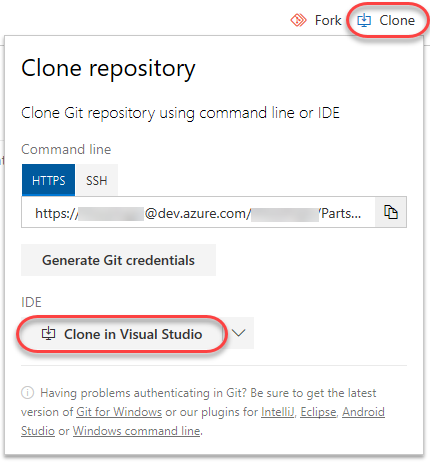 Fork Clone
Clone repository
Clone Git repository using command line or IDE
Command line
HTTPS SSH
https:// @dev.azure.com/ /Parts...
Generate Git credentials
IDE
Clone in Visual Studio
Having problems authenticating in Git? Be sure to get the latest
version of Git for Windows or our plugins for IntelliJ, Eclipse, Android
Studio or Windows command line.